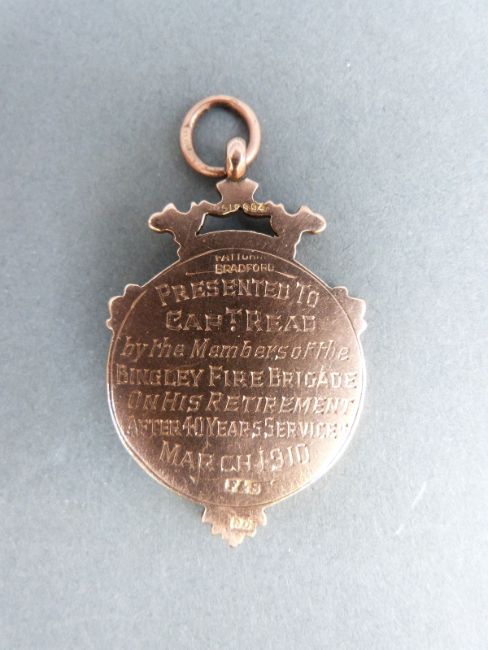 BRADFORD
PRESENTED TO
CAPT READ
by the Members of the
BINGLEY FIRE BRIGADE
ON HIS RETIREMENT
AFTER 40 YEARS SERVICE
MARCH 1910
F&S